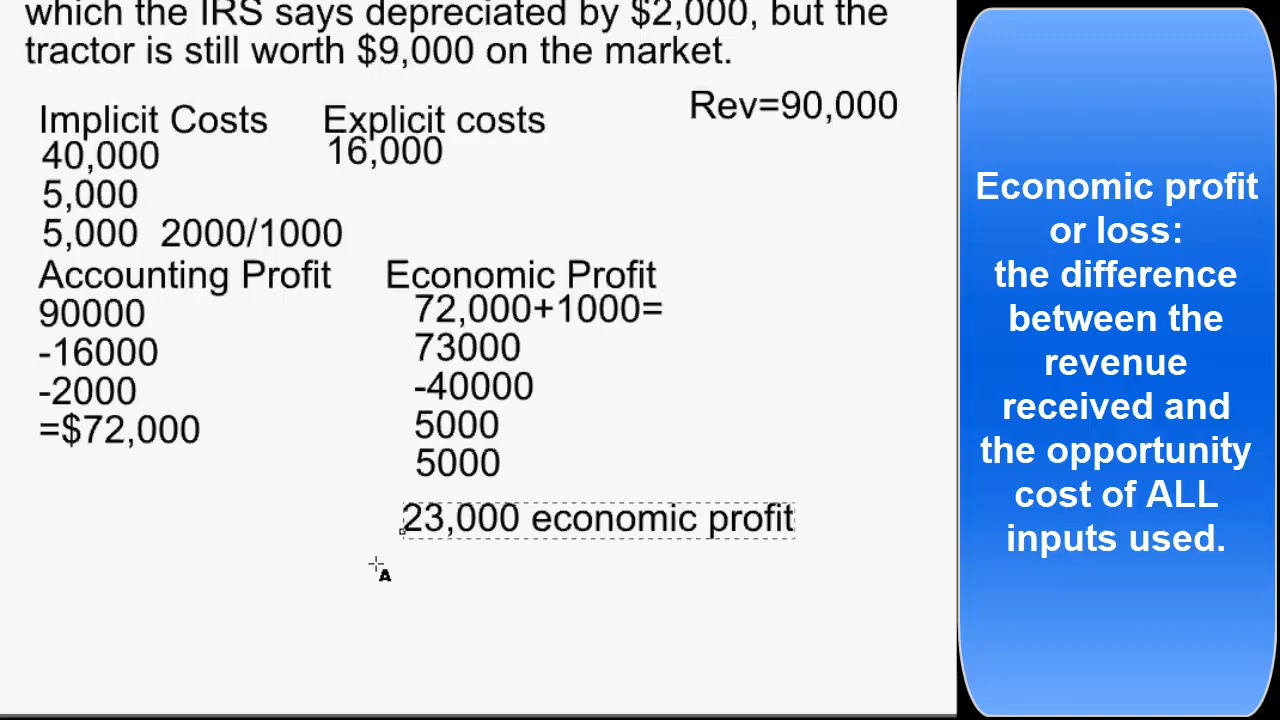 which the IRS says depreciated by $2,000, but the
tractor is still worth $9,000 on the market.
Rev=90,000
Implicit Costs
40,000
5,000
5,000 2000/1000
Explicit costs
16,000
Accounting Profit
90000
-16000
-2000
=$72,000
Economic Profit
72,000+1000=
73000
-40000
5000
5000
23,000 economic profit
A
Economic profit
or loss:
the difference
between the
revenue
received and
the opportunity
cost of ALL
inputs used.